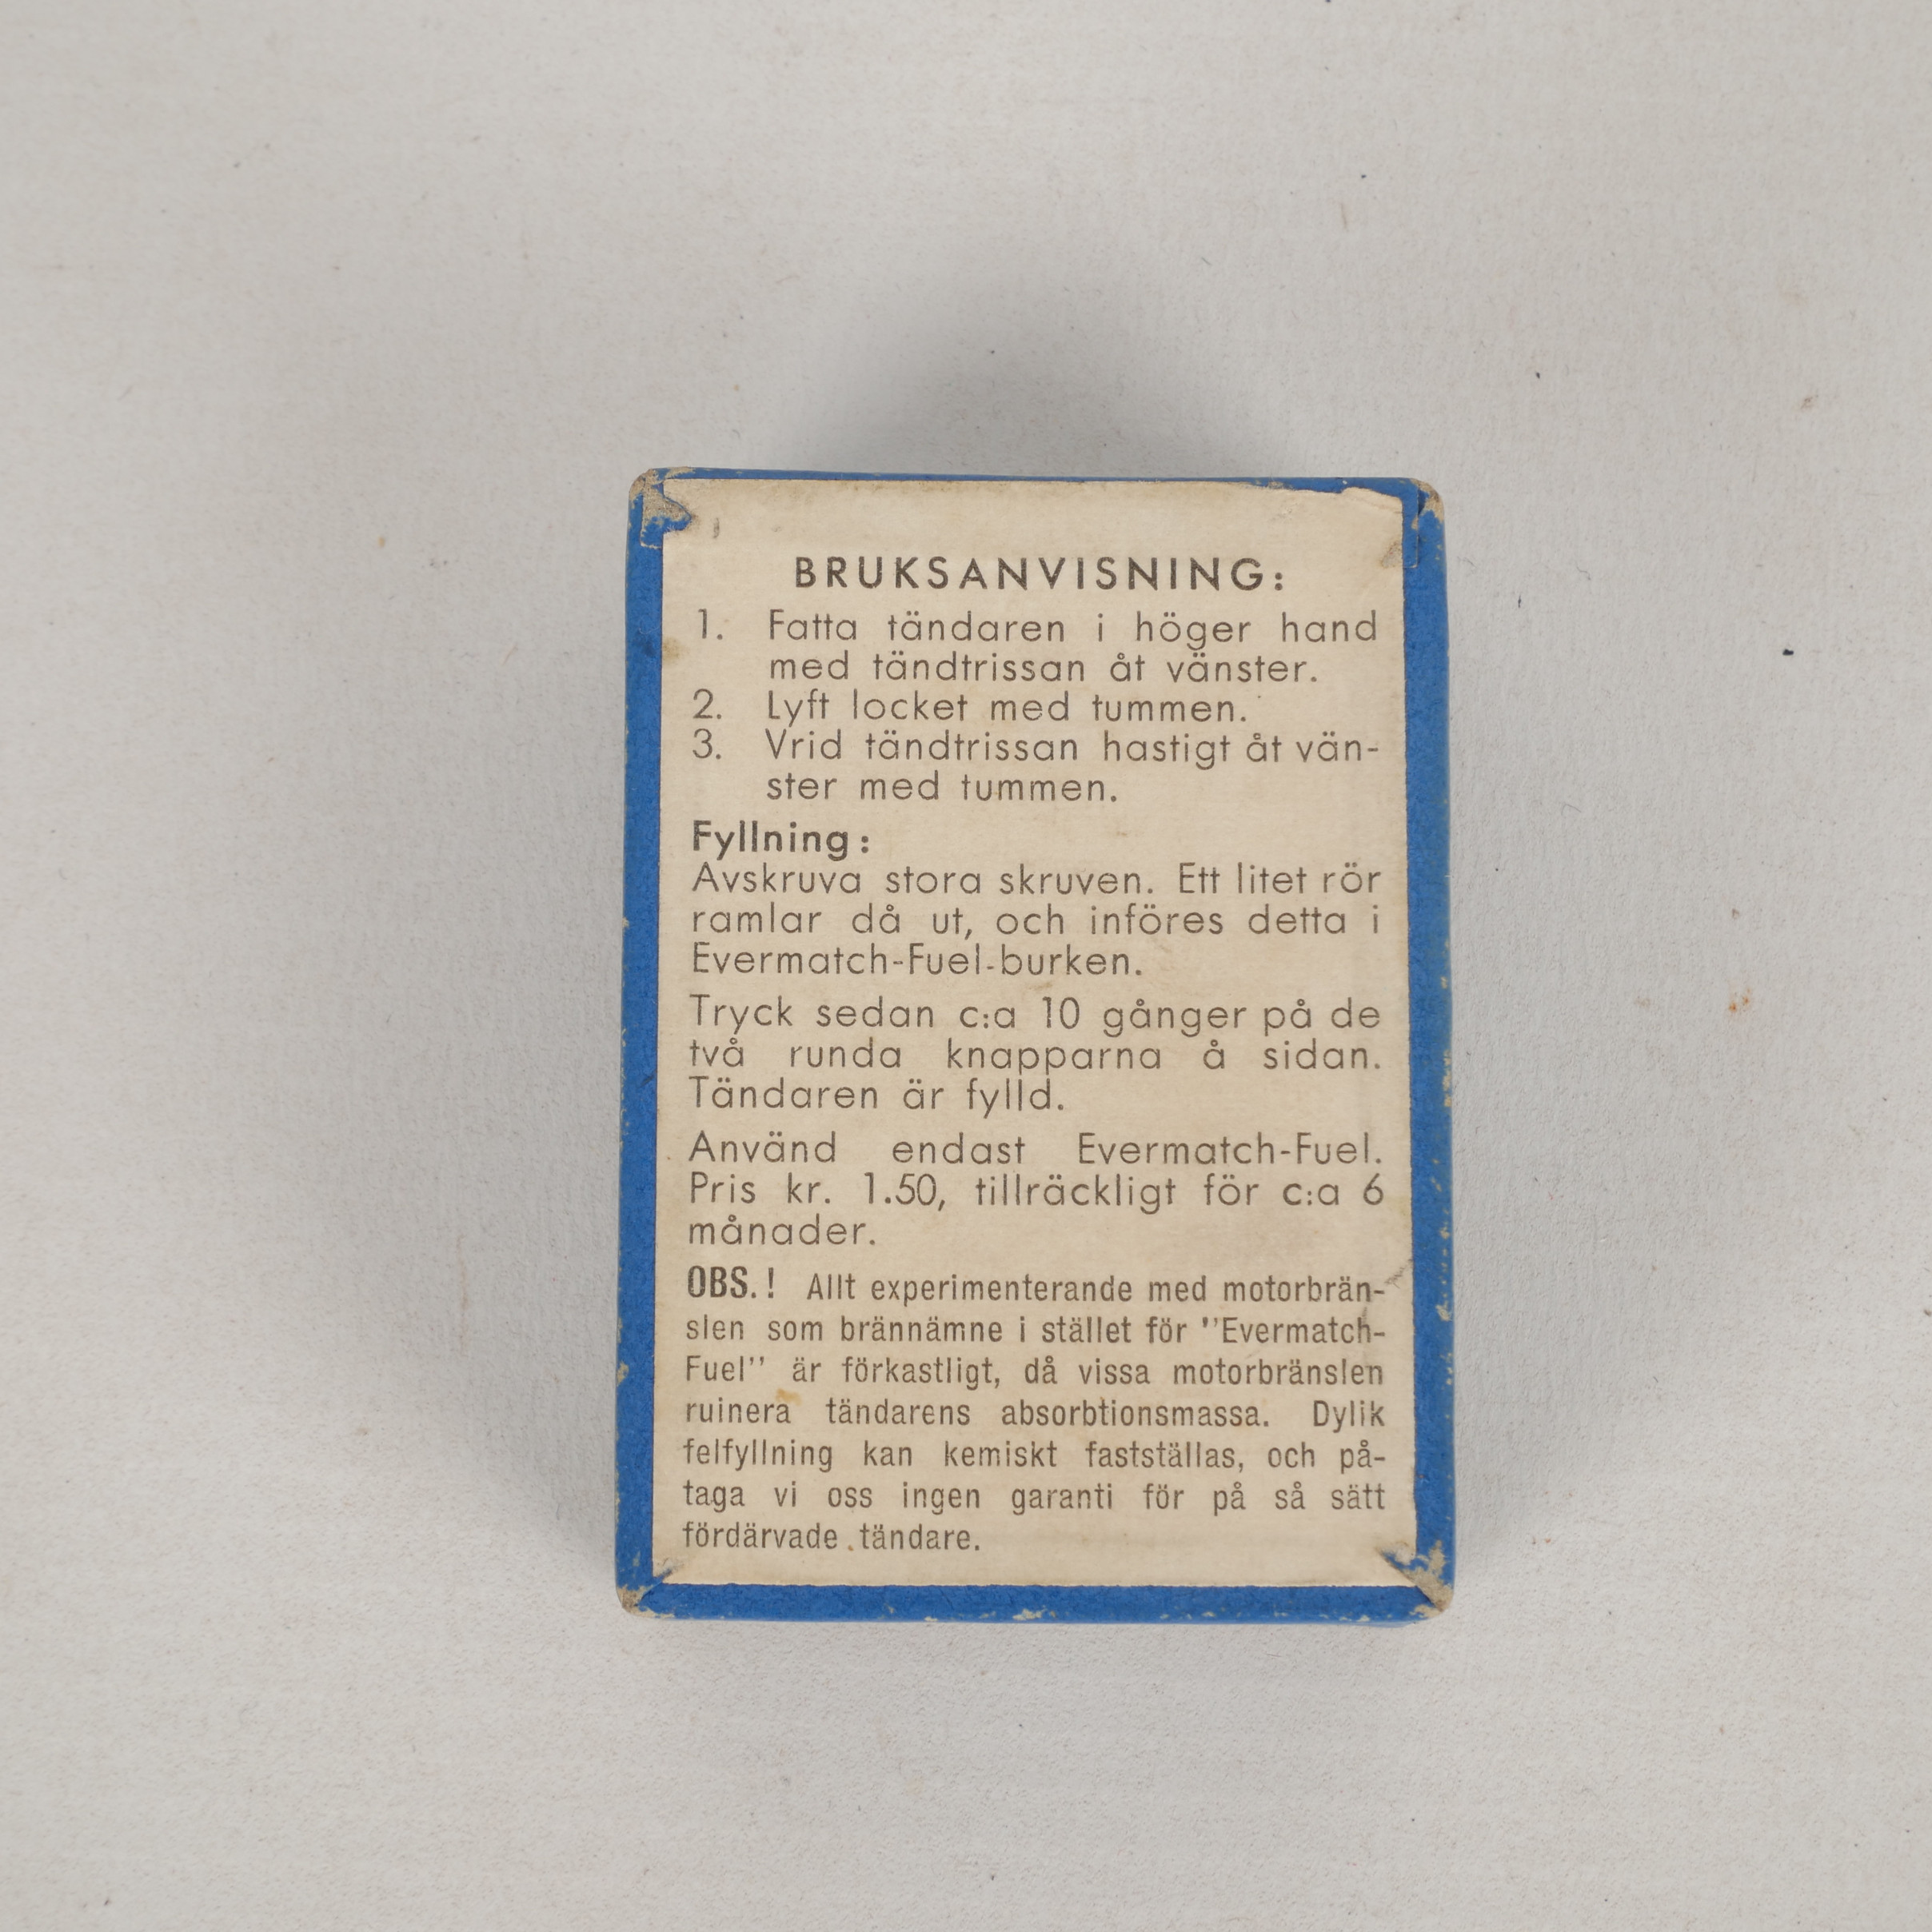 BRUKSANVISNING:
1. Fatta tändaren i höger hand
med tändtrissan åt vänster.
2. Lyft locket med tummen.
3. Vrid tändtrissan hastigt åt vän-
ster med tummen.
Fyllning:
Avskruva stora skruven. Ett litet rör
ramlar då ut, och införes detta i
Evermatch-Fuel-burken.
Tryck sedan c:a 10 gånger på de
två runda knapparna å sidan.
Tändaren är fylld.
Använd endast Evermatch-Fuel.
Pris kr. 1.50, tillräckligt för c:a 6
månader.
OBS.! Allt experimenterande med motorbrän-
slen som brännämne i stället för "Evermatch-
Fuel" är förkastligt, då vissa motorbränslen
ruinera tändarens absorbtionsmassa. Dylik
felfyllning kan kemiskt fastställas, och på-
taga vi oss ingen garanti för på så sätt
fördärvade tändare.